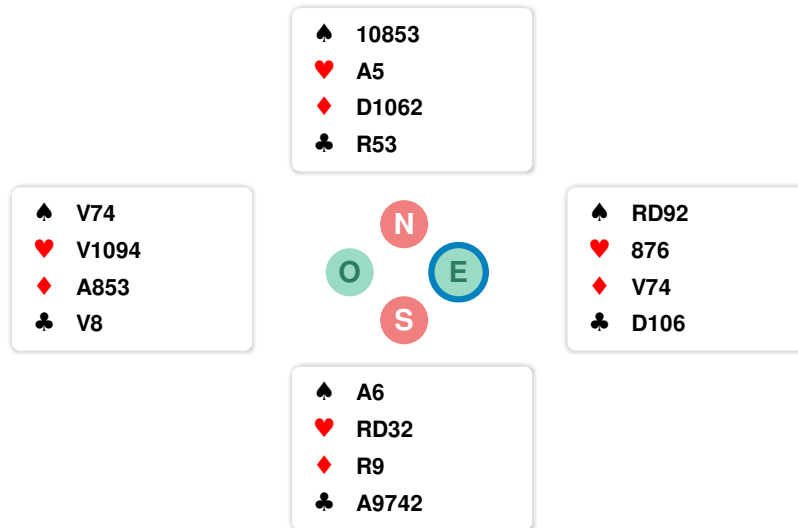 ♠ 10853
♥ A5
♦ D1062
♣ R53
♠ V74
♥ V1094
♦ A853
♣ V8
N
O E
S
♠ RD92
♥ 876
♦ V74
♣ D106
♠ A6
♥ RD32
♦ R9
♣ A9742